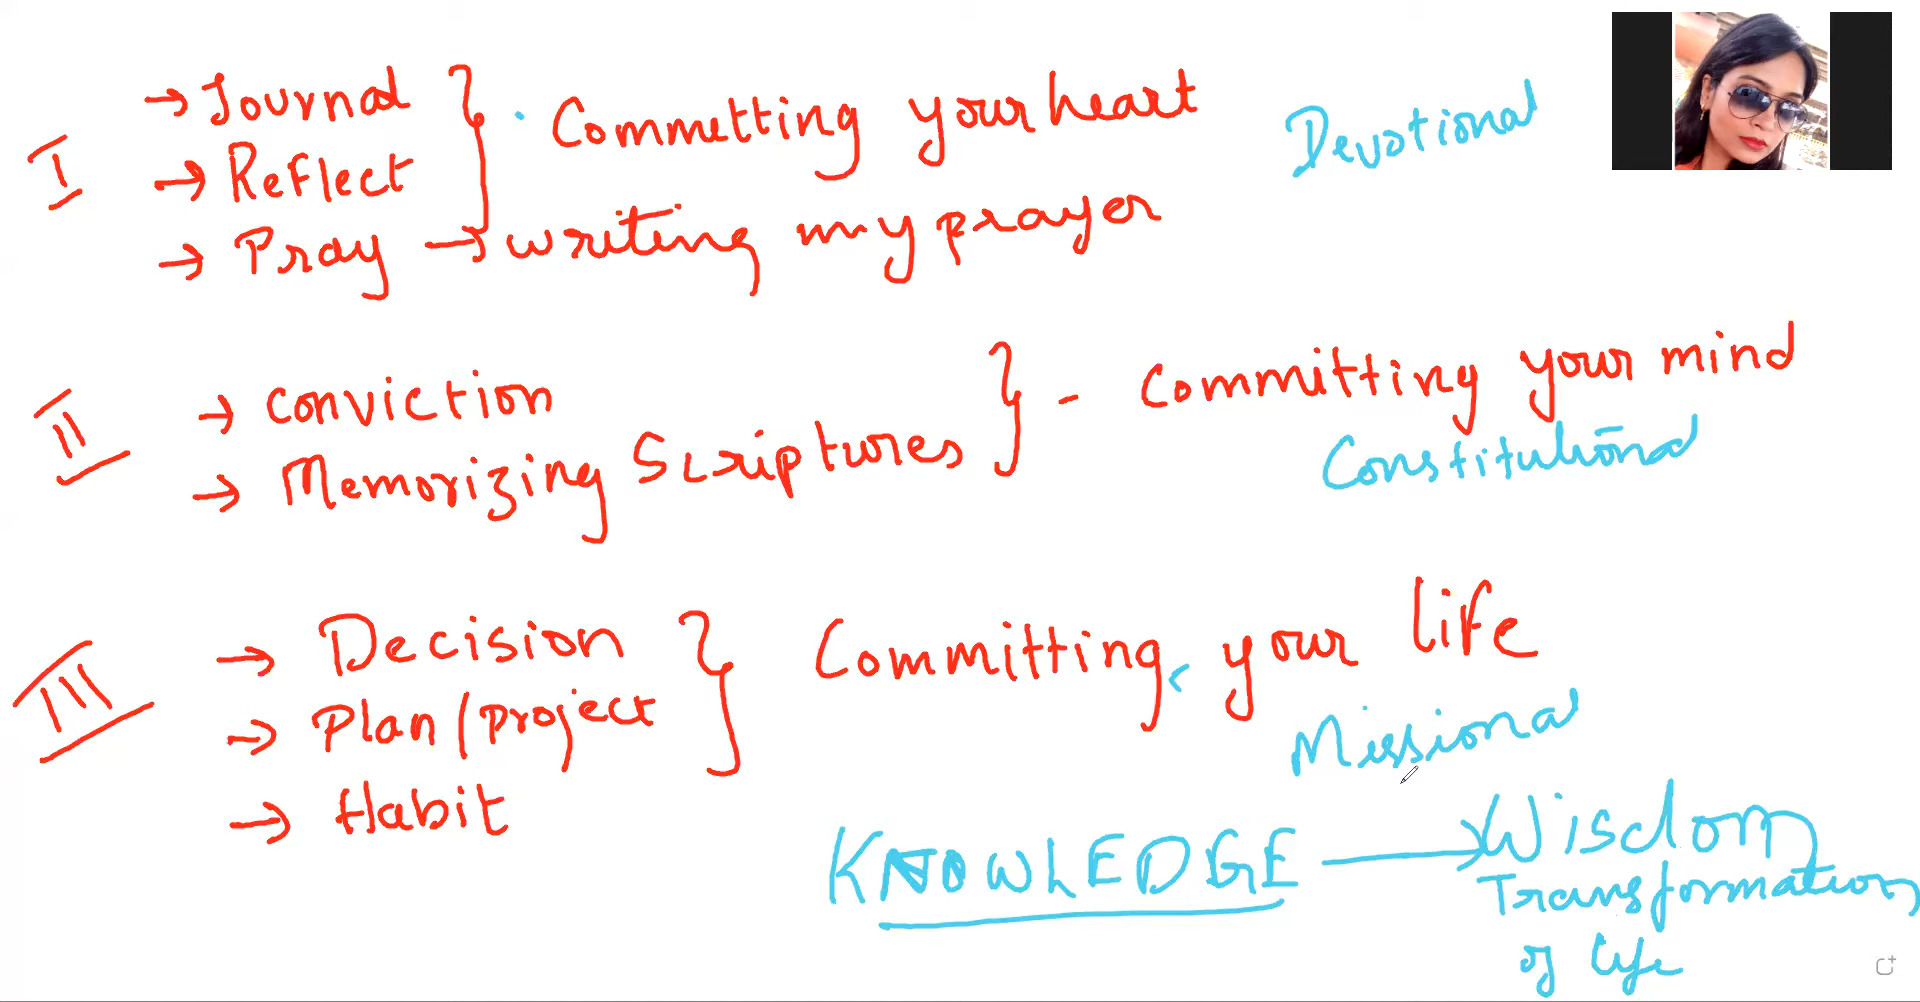 I
→ Journal
→ Reflect
→ Pray → writing my prayer
Committing your heart
Devotional
II
→ conviction
→ Memorizing Scriptures
- committing your mind
Constitutional
III
→ Decision
→ Plan/project
→ Habit
Committing your life
Missional
KNOWLEDGE → Wisdom
Transformation
of life